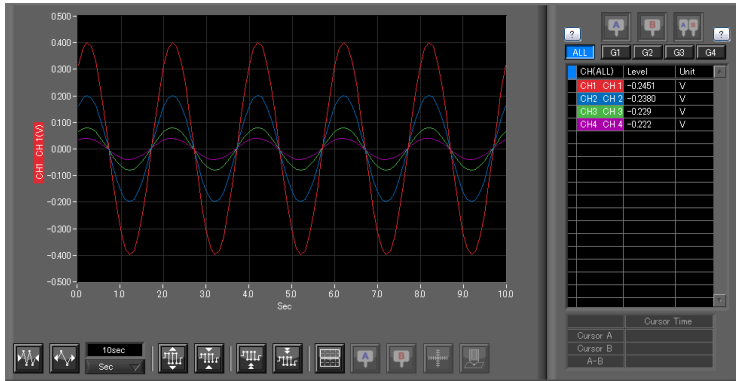 0.500
0.400
0.300
0.200
0.100
0.000
-0.100
-0.200
-0.300
-0.400
-0.500
CH1 CH 1(V)
0.0 1.0 2.0 3.0 4.0 5.0 6.0 7.0 8.0 9.0 10.0
Sec
10sec
Sec
A B
? A B A B ?
ALL G1 G2 G3 G4
CH(ALL) Level Unit
CH1 CH 1 -0.2451 V
CH2 CH 2 -0.2380 V
CH3 CH 3 -0.229 V
CH4 CH 4 -0.222 V
Cursor Time
Cursor A
Cursor B
A-B